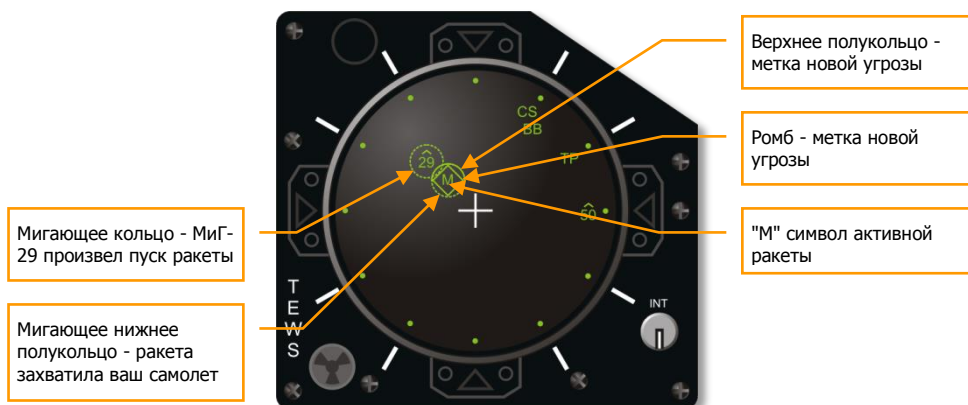 Верхнее полукольцо -
метка новой угрозы
Ромб - метка новой
угрозы
"М" символ активной
ракеты
Мигающее кольцо - МиГ-
29 произвел пуск ракеты
Мигающее нижнее
полукольцо - ракета
захватила ваш самолет
CS
BB
TP
29
M
50
T
E
W
S
INT